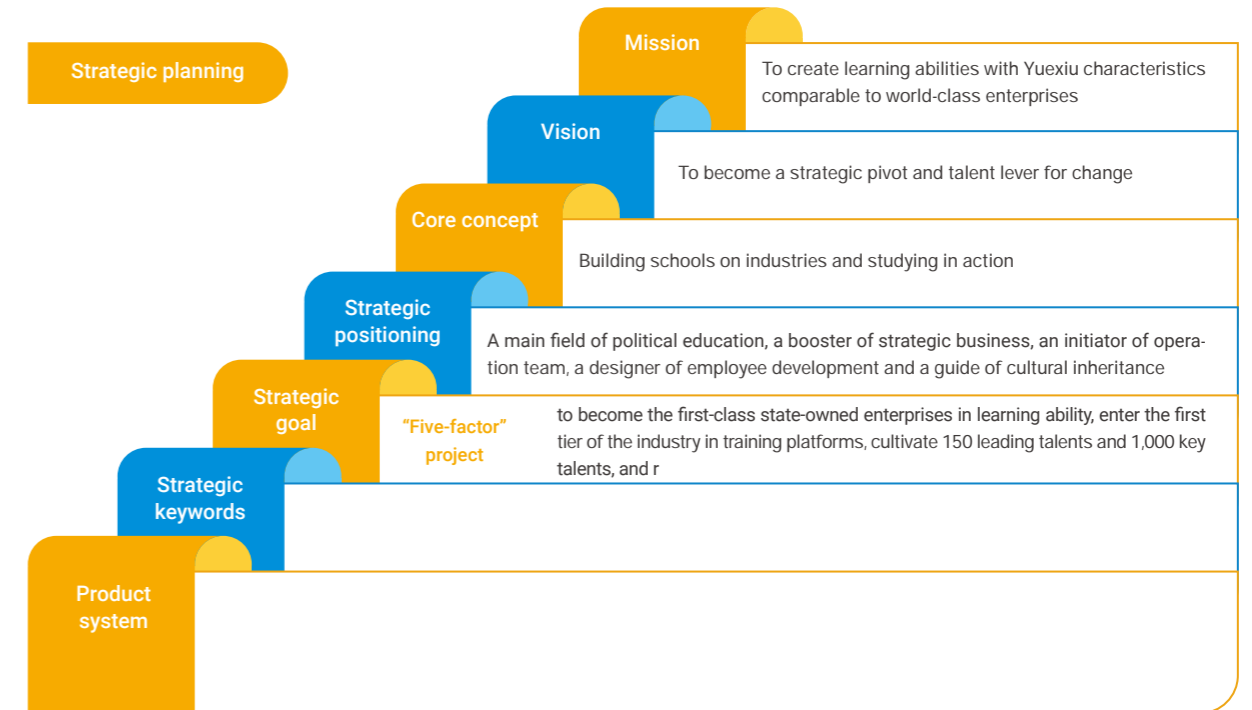 Strategic planning
Mission
To create learning abilities with Yuexiu characteristics
comparable to world-class enterprises
Vision
To become a strategic pivot and talent lever for change
Core concept
Building schools on industries and studying in action
Strategic
positioning
A main field of political education, a booster of strategic business, an initiator of opera-
tion team, a designer of employee development and a guide of cultural inheritance
Strategic
goal
“Five-factor”
project
to become the first-class state-owned enterprises in learning ability, enter the first
tier of the industry in training platforms, cultivate 150 leading talents and 1,000 key
talents, and r
Strategic
keywords
Product
system